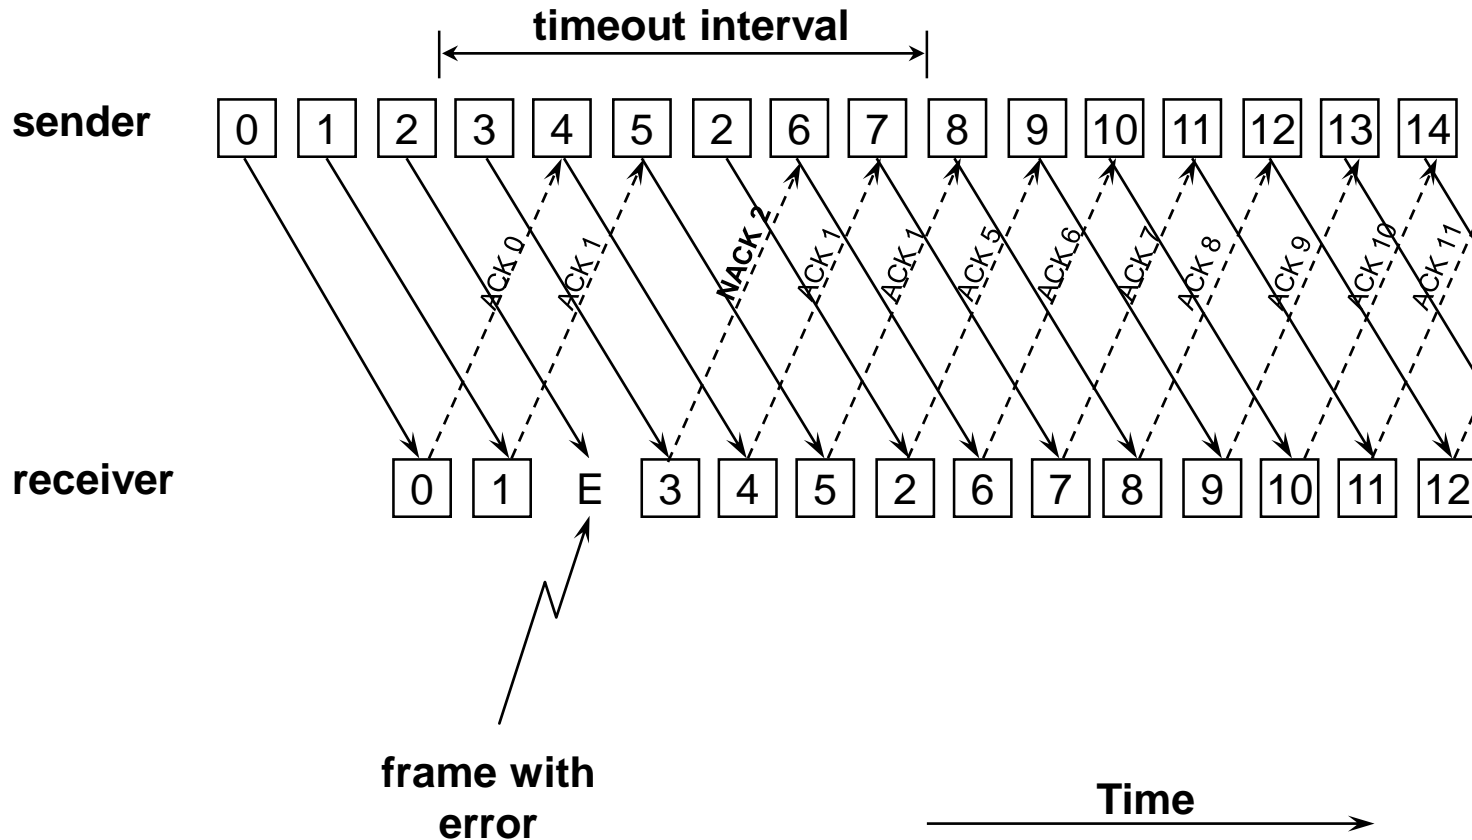 timeout interval
sender 0 1 2 3 4 5 2 6 7 8 9 10 11 12 13 14
ACK 0 ACK 1 NACK 2 ACK 1 ACK 1 ACK 5 ACK 6 ACK 7 ACK 8 ACK 9 ACK 10 ACK 11
receiver 0 1 E 3 4 5 2 6 7 8 9 10 11 12
frame with
error
Time